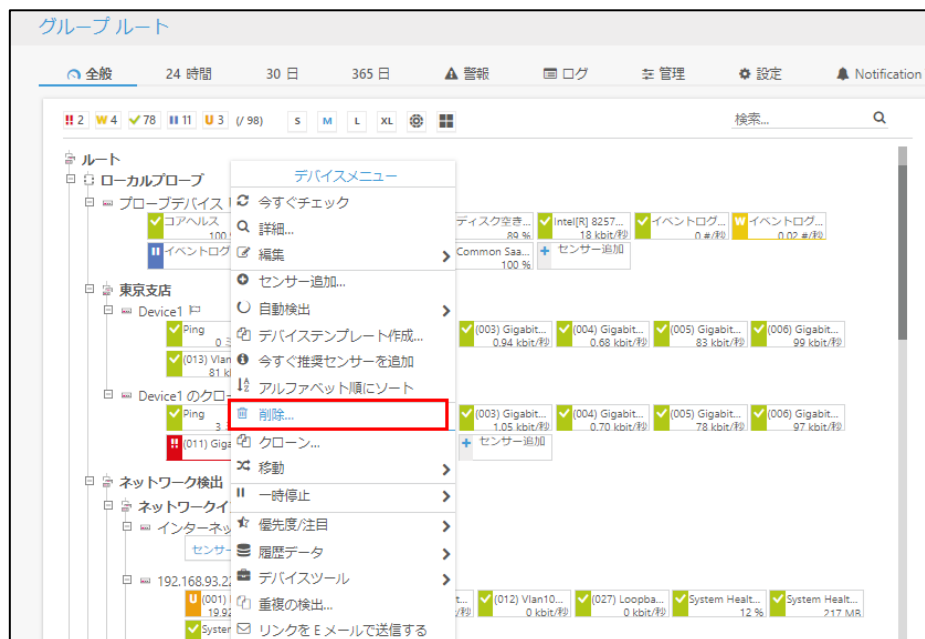 グループ ルート
全般 24 時間 30 日 365 日 警報 ログ 管理 設定 Notification
!! 2 W 4 78 11 U 3 (/ 98) S M L XL 検索...
ルート
デバイスメニュー
ローカルプローブ
今すぐチェック
プローブデバイス
コアヘルス ディスク空き... Intel[R] 8257... イベントログ... W イベントログ...
詳細...
100 89 % 18 kbit/秒 0 #/秒 0.02 #/秒
イベントログ 編集 Common Saa... センサー追加
100 %
センサー追加...
東京支店
Device1 自動検出
Ping (003) Gigabit... (004) Gigabit... (005) Gigabit... (006) Gigabit...
デバイステンプレート作成...
0 0.94 kbit/秒 0.68 kbit/秒 83 kbit/秒 99 kbit/秒
(013) Vlan 今すぐ推奨センサーを追加
81 k
アルファベット順にソート
Device1 のクロー
Ping 削除... (003) Gigabit... (004) Gigabit... (005) Gigabit... (006) Gigabit...
3 1.05 kbit/秒 0.70 kbit/秒 78 kbit/秒 97 kbit/秒
!! (011) Giga クローン... センサー追加
移動
ネットワーク検出
一時停止
ネットワークイ
優先度/注目
インターネッ
センサー 履歴データ
デバイスツール
192.168.93.22
U (001) 重複の検出... (012) Vlan10... (027) Loopba... System Healt... System Healt...
19.92 0 kbit/秒 0 kbit/秒 12 % 217 MB
System リンクを E メールで送信する